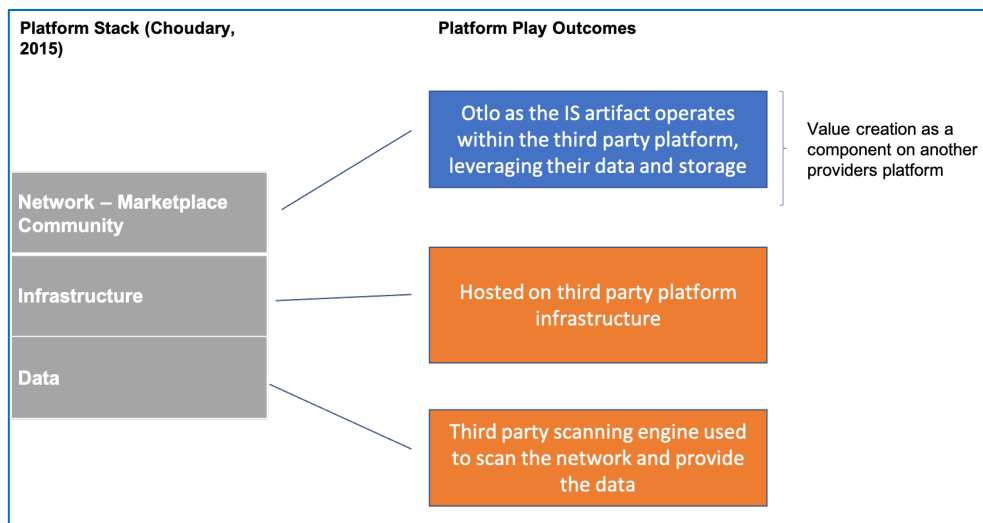 Platform Stack (Choudary,
2015)
Platform Play Outcomes
Otlo as the IS artifact operates
within the third party platform,
leveraging their data and storage
Value creation as a
component on another
providers platform
Network – Marketplace
Community
Infrastructure
Hosted on third party platform
infrastructure
Data
Third party scanning engine used
to scan the network and provide
the data